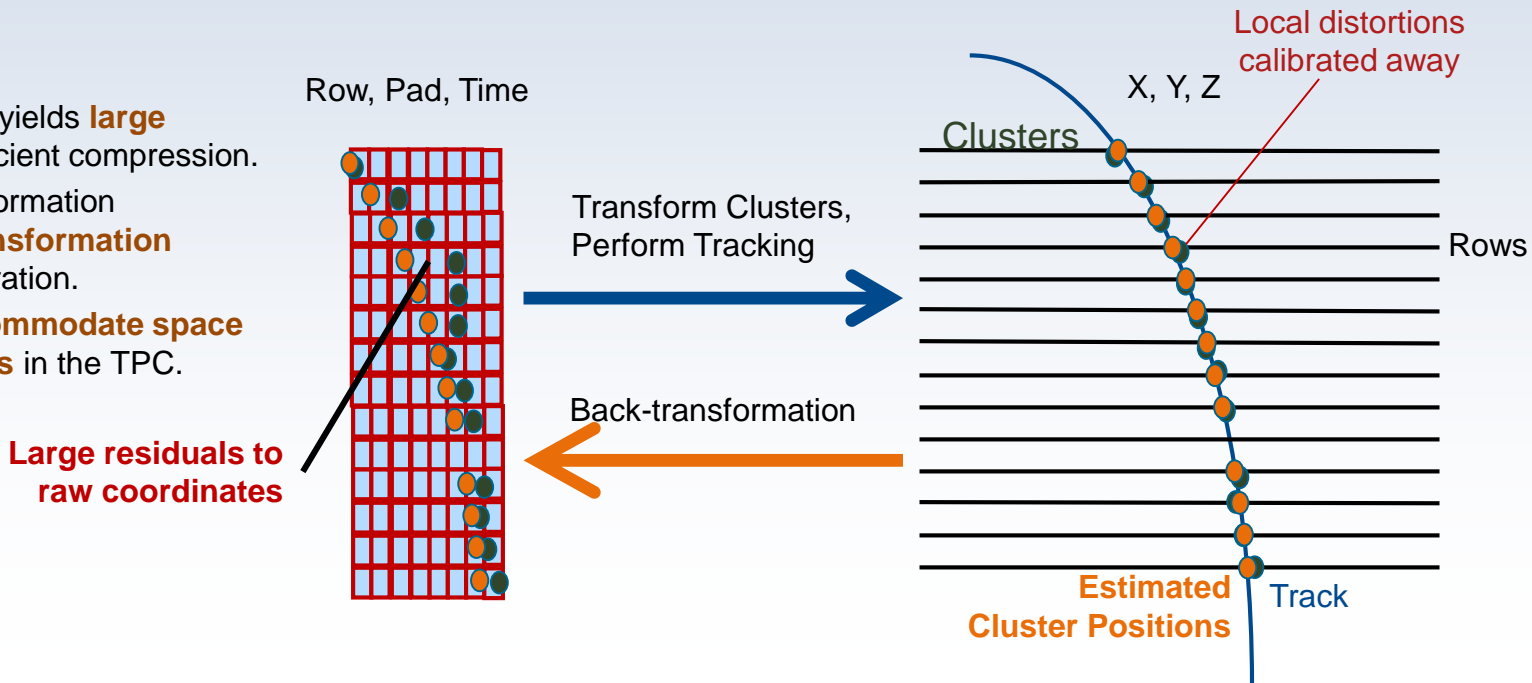 yields large
cient compression.
ormation
nsformation
ration.
ommodate space
s in the TPC.
Large residuals to
raw coordinates
Row, Pad, Time
Transform Clusters,
Perform Tracking
Back-transformation
Local distortions
calibrated away
X, Y, Z
Clusters
Rows
Estimated
Cluster Positions
Track